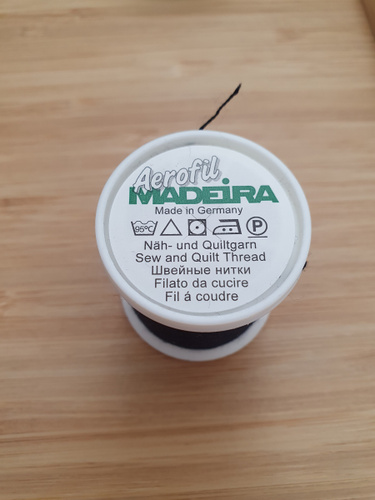 Aerofil
MADEIRA
Made in Germany
95°C P
Näh- und Quiltgarn
Sew and Quilt Thread
Швейные нитки
Filato da cucire
Fil á coudre